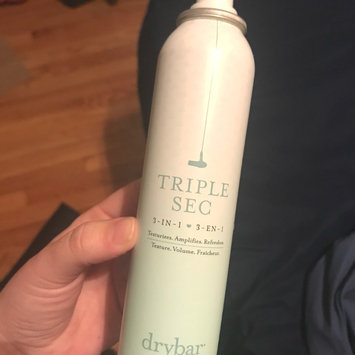 TRIPLE
SEC
3-IN-1 ♥ 3-EN-1
Texturizes. Amplifies. Refreshes.
Texture. Volume. Fraîcheur.
drybar